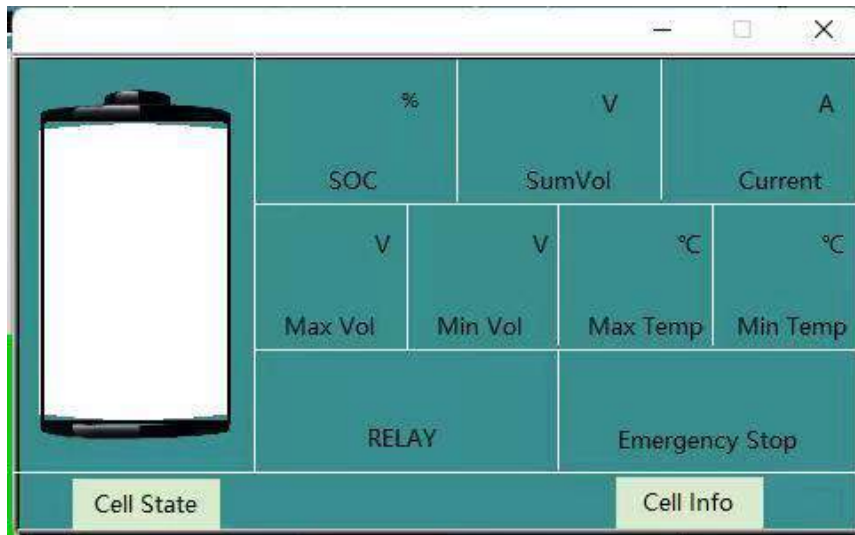 % V A
SOC SumVol Current
V V ℃ ℃
Max Vol Min Vol Max Temp Min Temp
RELAY Emergency Stop
Cell State Cell Info